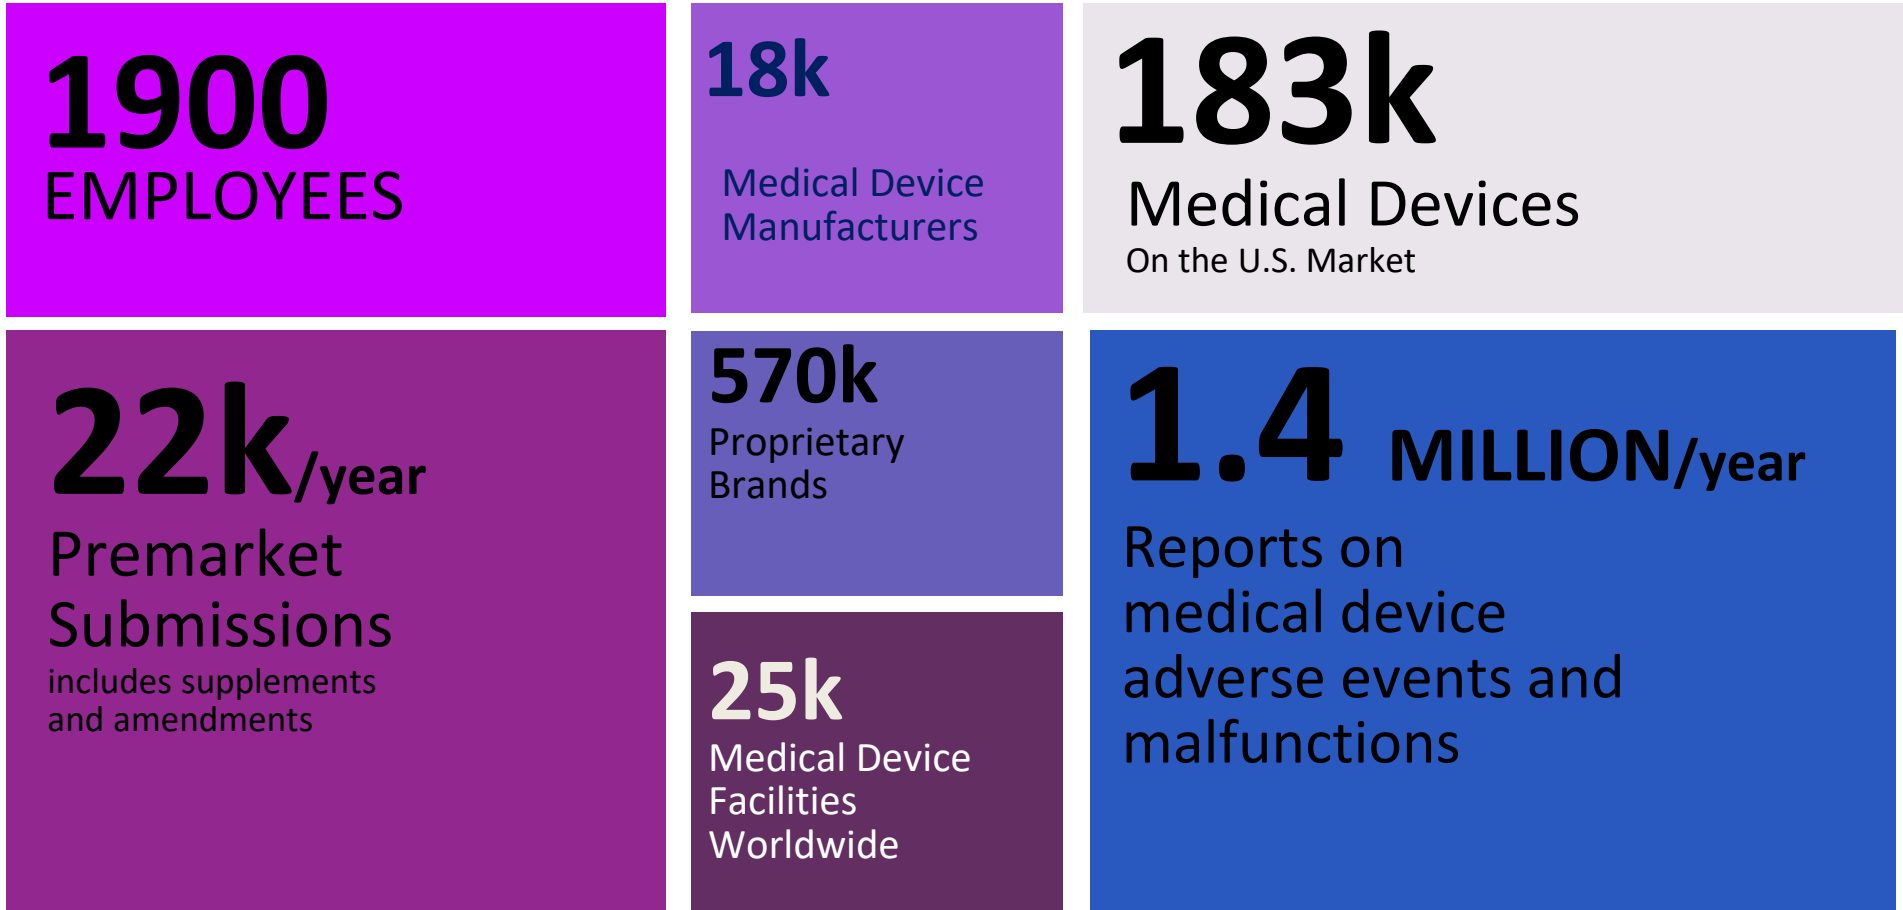 1900
EMPLOYEES
18k
Medical Device
Manufacturers
183k
Medical Devices
On the U.S. Market
22k/year
Premarket
Submissions
includes supplements
and amendments
570k
Proprietary
Brands
25k
Medical Device
Facilities
Worldwide
1.4 MILLION/year
Reports on
medical device
adverse events and
malfunctions